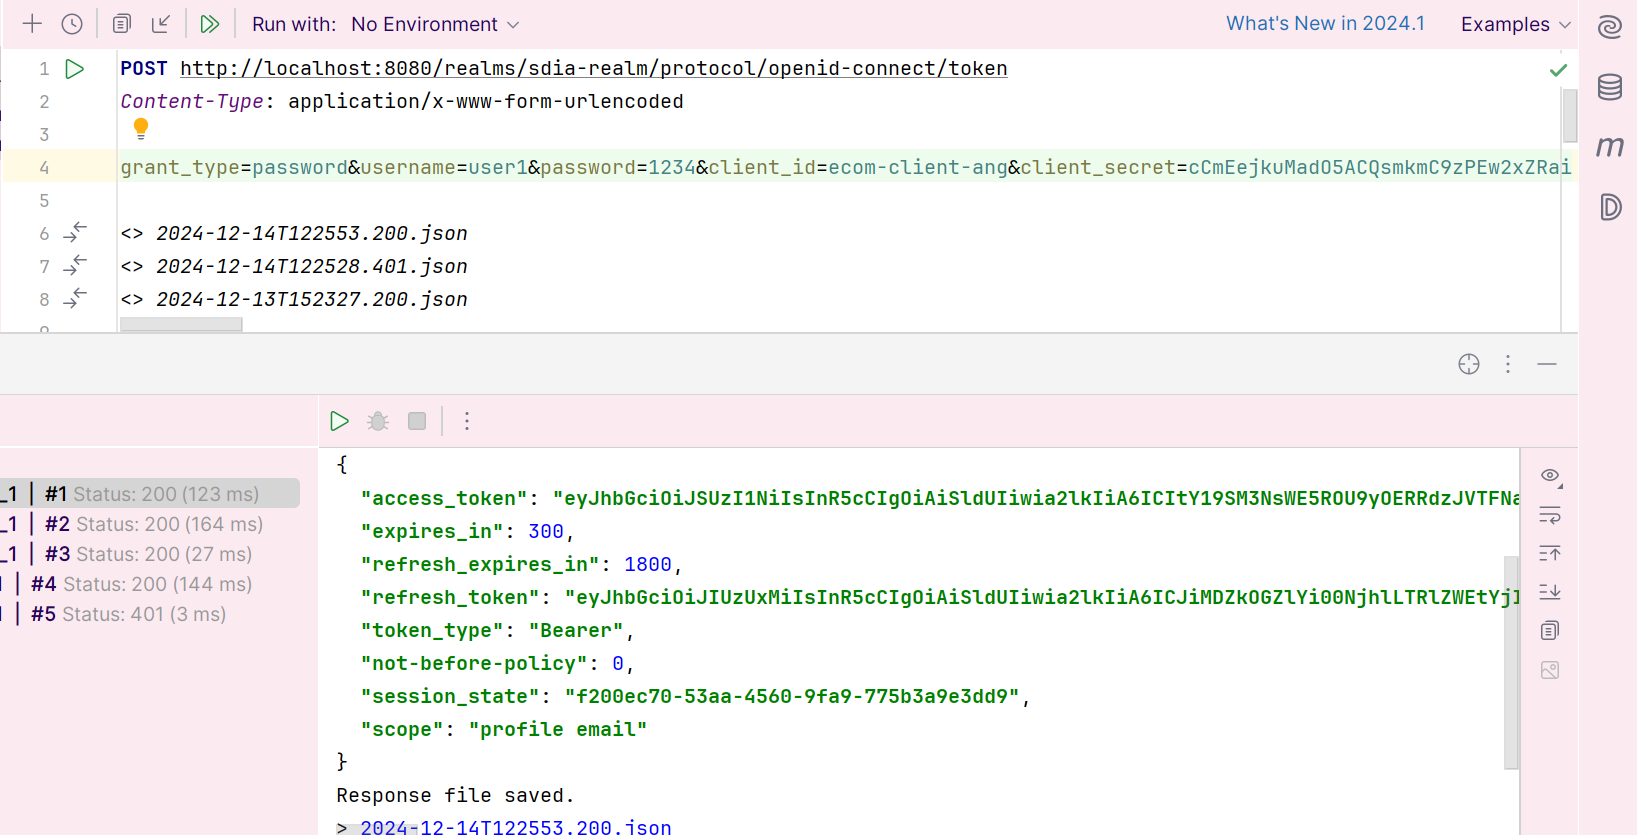 Run with: No Environment
What's New in 2024.1
Examples
1 POST http://localhost:8080/realms/sdia-realm/protocol/openid-connect/token
2 Content-Type: application/x-www-form-urlencoded
3
4 grant_type=password&username=user1&password=1234&client_id=ecom-client-ang&client_secret=cCmEejkuMadO5ACQsmkmC9zPEw2xZRai
5
6 <> 2024-12-14T122553.200.json
7 <> 2024-12-14T122528.401.json
8 <> 2024-12-13T152327.200.json
_1 | #1 Status: 200 (123 ms)
_1 | #2 Status: 200 (164 ms)
_1 | #3 Status: 200 (27 ms)
| #4 Status: 200 (144 ms)
| #5 Status: 401 (3 ms)
{
"access_token": "eyJhbGciOiJSUzI1NiIsInR5cCIgOiAiSldUIiwia2lkIiA6ICItY19SM3NsWE5ROU9yOERRdzJVTFNa
"expires_in": 300,
"refresh_expires_in": 1800,
"refresh_token": "eyJhbGciOiJIUzUxMiIsInR5cCIgOiAiSldUIiwia2lkIiA6ICJiMDZkOGZlYi00NjhlLTRlZWEtYjI
"token_type": "Bearer",
"not-before-policy": 0,
"session_state": "f200ec70-53aa-4560-9fa9-775b3a9e3dd9",
"scope": "profile email"
}
Response file saved.
> 2024-12-14T122553.200.json